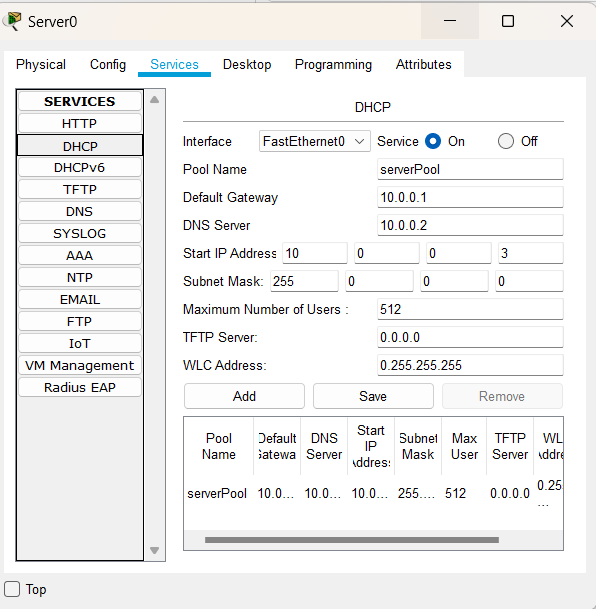 Server0
Physical Config Services Desktop Programming Attributes
SERVICES
HTTP
DHCP
DHCPv6
TFTP
DNS
SYSLOG
AAA
NTP
EMAIL
FTP
IoT
VM Management
Radius EAP
DHCP
Interface FastEthernet0 Service On Off
Pool Name serverPool
Default Gateway 10.0.0.1
DNS Server 10.0.0.2
Start IP Address 10 0 0 3
Subnet Mask: 255 0 0 0
Maximum Number of Users : 512
TFTP Server: 0.0.0.0
WLC Address: 0.255.255.255
Add Save Remove
Pool Name Default Gatewa DNS Server Start IP Addres Subnet Mask Max User TFTP Server WL Addre
serverPool 10.0... 10.0... 10.0... 255.... 512 0.0.0.0 0.25 ...
Top